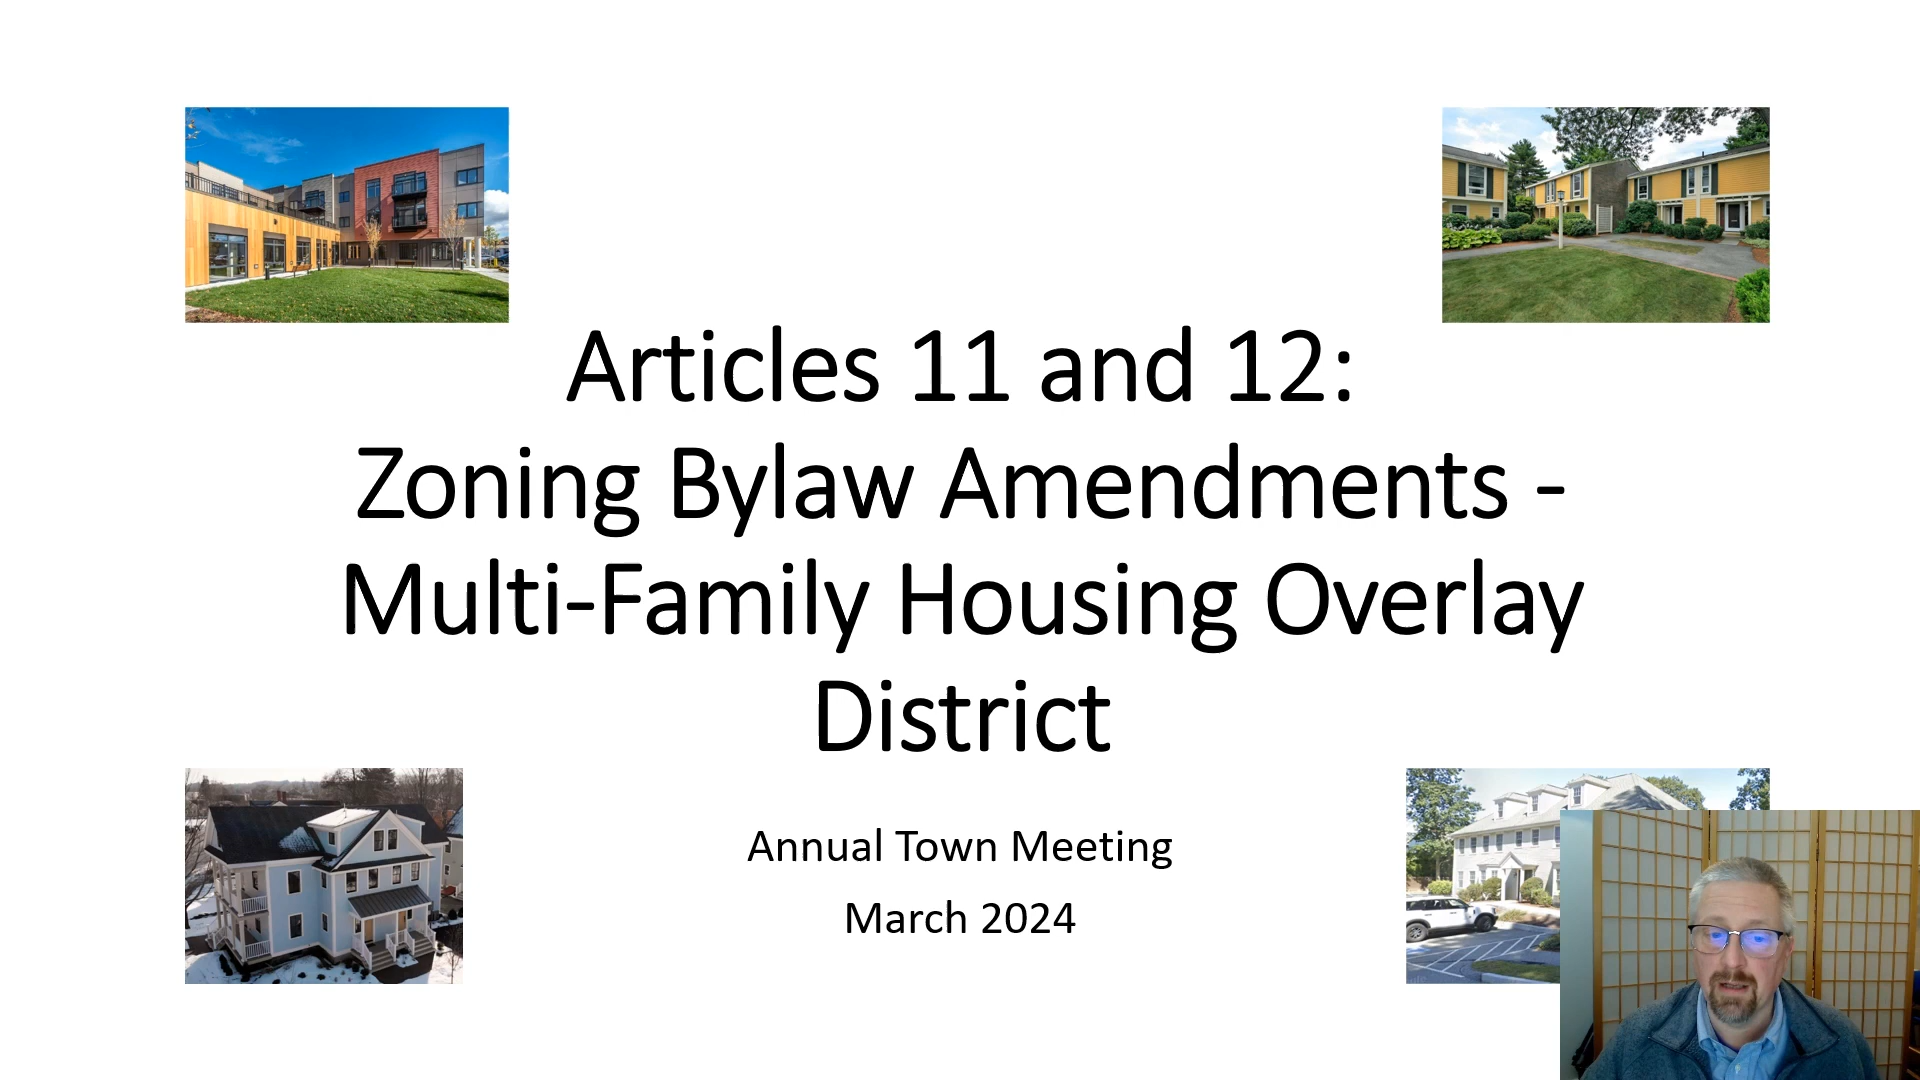 Articles 11 and 12:
Zoning Bylaw Amendments -
Multi-Family Housing Overlay
District
Annual Town Meeting
March 2024